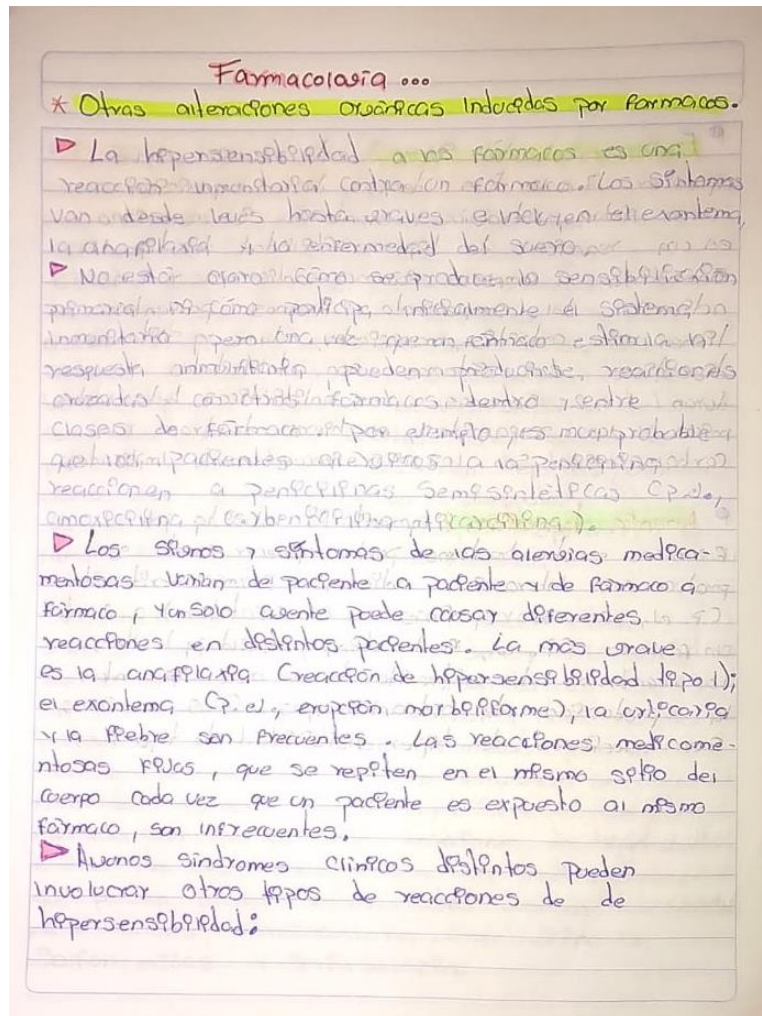 Farmacología ...
* Otras alteraciones orgánicas inducidas por farmacos.
▷ La hipersensibilidad a los fármacos es una
reacción inmunitaria contra un fármaco. Los síntomas
van desde leves hasta graves e incluyen el exantema,
la anafilaxia y la enfermedad del suero
▷ No está claro cómo se produce la sensibilización
primaria ni cómo participa inicialmente el sistema
inmunitario pero una vez que un fármaco estimula la
respuesta inmunitaria pueden producirse, reacciones
cruzadas con otros fármacos dentro y entre
clases de fármacos. por ejemplo es muy probable
que los pacientes alérgicos a la penicilina
reaccionen a penicilinas semisintéticas (p.ej,
amoxicilina, carbenicilina, ticarcilina).
▷ Los signos y síntomas de las alergias medica-
mentosas varian de paciente a paciente y de fármaco a
fármaco, y un solo agente puede causar diferentes
reacciones en distintos pacientes. La más grave
es la anafilaxia (reacción de hipersensibilidad tipo I);
el exantema (P. ej, erupción morbiliforme), la urticaria
y la fiebre son frecuentes. Las reacciones medicame-
ntosas fijas, que se repiten en el mismo sitio del
cuerpo cada vez que un paciente es expuesto al mismo
fármaco, son infrecuentes.
▷ Algunos síndromes clínicos distintos pueden
involucrar otros tipos de reacciones de de
hipersensibilidad: